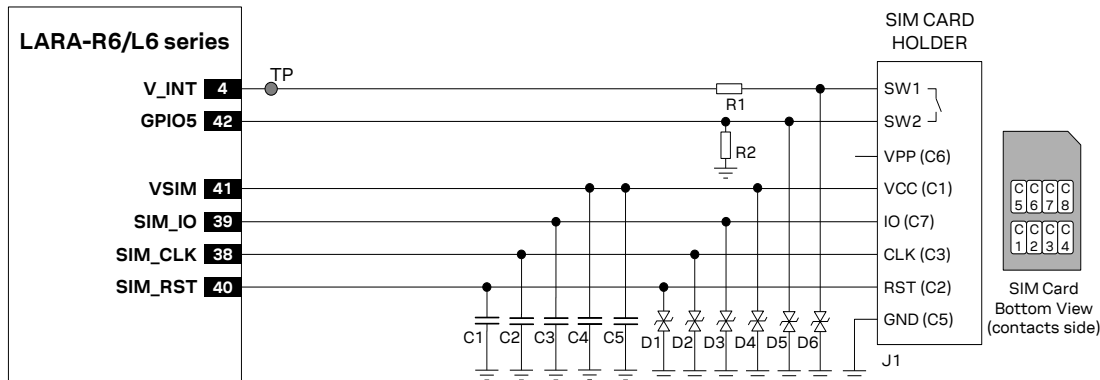 LARA-R6/L6 series
V_INT 4
GPIO5 42
VSIM 41
SIM_IO 39
SIM_CLK 38
SIM_RST 40
TP
R1
R2
C1 C2 C3 C4 C5 D1 D2 D3 D4 D5 D6
SIM CARD
HOLDER
SW1
SW2
VPP (C6)
VCC (C1)
IO (C7)
CLK (C3)
RST (C2)
GND (C5)
J1
C C C C
5 6 7 8
C C C C
1 2 3 4
SIM Card
Bottom View
(contacts side)